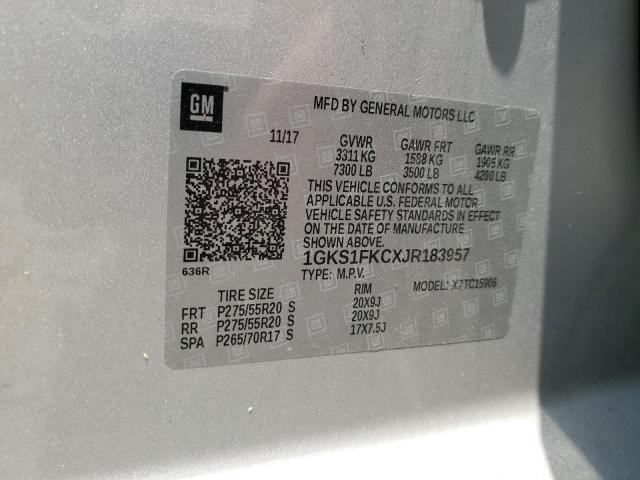 GM
MFD BY GENERAL MOTORS LLC
11/17 GVWR GAWR FRT GAWR RR
3311 KG 1588 KG 1905 KG
7300 LB 3500 LB 4200 LB
THIS VEHICLE CONFORMS TO ALL
APPLICABLE U.S. FEDERAL MOTOR
VEHICLE SAFETY STANDARDS IN EFFECT
ON THE DATE OF MANUFACTURE
SHOWN ABOVE.
1GKS1FKCXJR183957
636R
TYPE: M.P.V. MODEL: X7TC15906
TIRE SIZE RIM
FRT P275/55R20 S 20X9J
RR P275/55R20 S 20X9J
SPA P265/70R17 S 17X7.5J